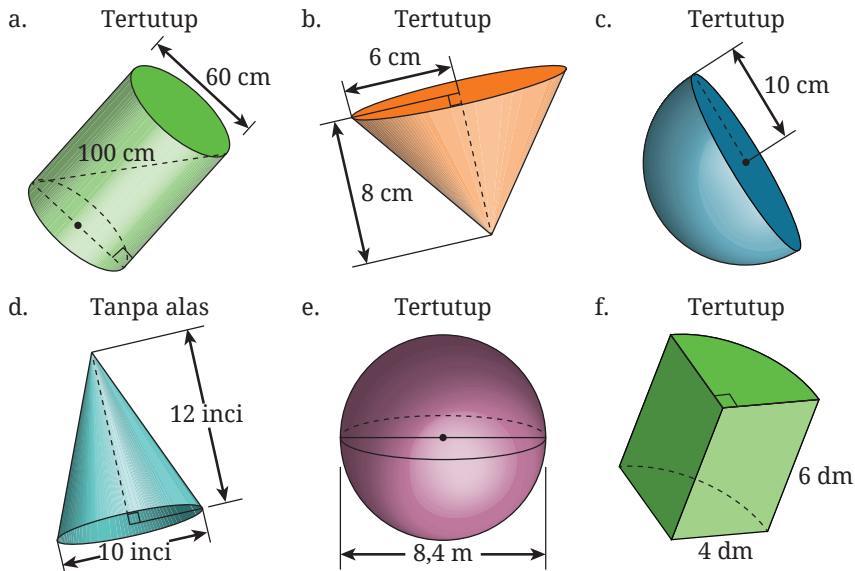 a. Tertutup
60 cm
100 cm
b. Tertutup
6 cm
8 cm
c. Tertutup
10 cm
d. Tanpa alas
12 inci
10 inci
e. Tertutup
8,4 m
f. Tertutup
6 dm
4 dm